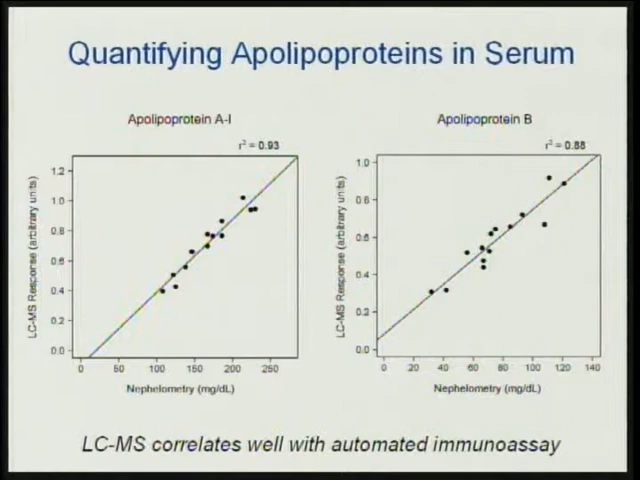 Quantifying Apolipoproteins in Serum
Apolipoprotein A-I
r² = 0.93
LC-MS Response (arbitrary units)
1.2
1.0
0.8
0.6
0.4
0.2
0.0
0 50 100 150 200 250
Nephelometry (mg/dL)
Apolipoprotein B
r² = 0.88
LC-MS Response (arbitrary units)
1.0
0.8
0.6
0.4
0.2
0.0
0 20 40 60 80 100 120 140
Nephelometry (mg/dL)
LC-MS correlates well with automated immunoassay